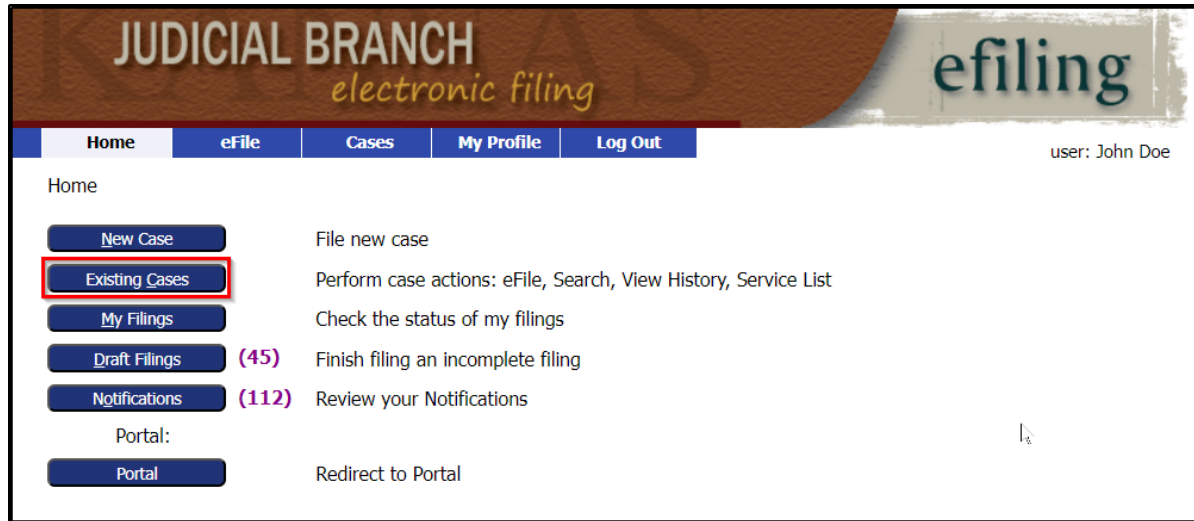 JUDICIAL BRANCH
electronic filing
efiling
Home eFile Cases My Profile Log Out
user: John Doe
Home
New Case File new case
Existing Cases Perform case actions: eFile, Search, View History, Service List
My Filings Check the status of my filings
Draft Filings (45) Finish filing an incomplete filing
Notifications (112) Review your Notifications
Portal:
Portal Redirect to Portal